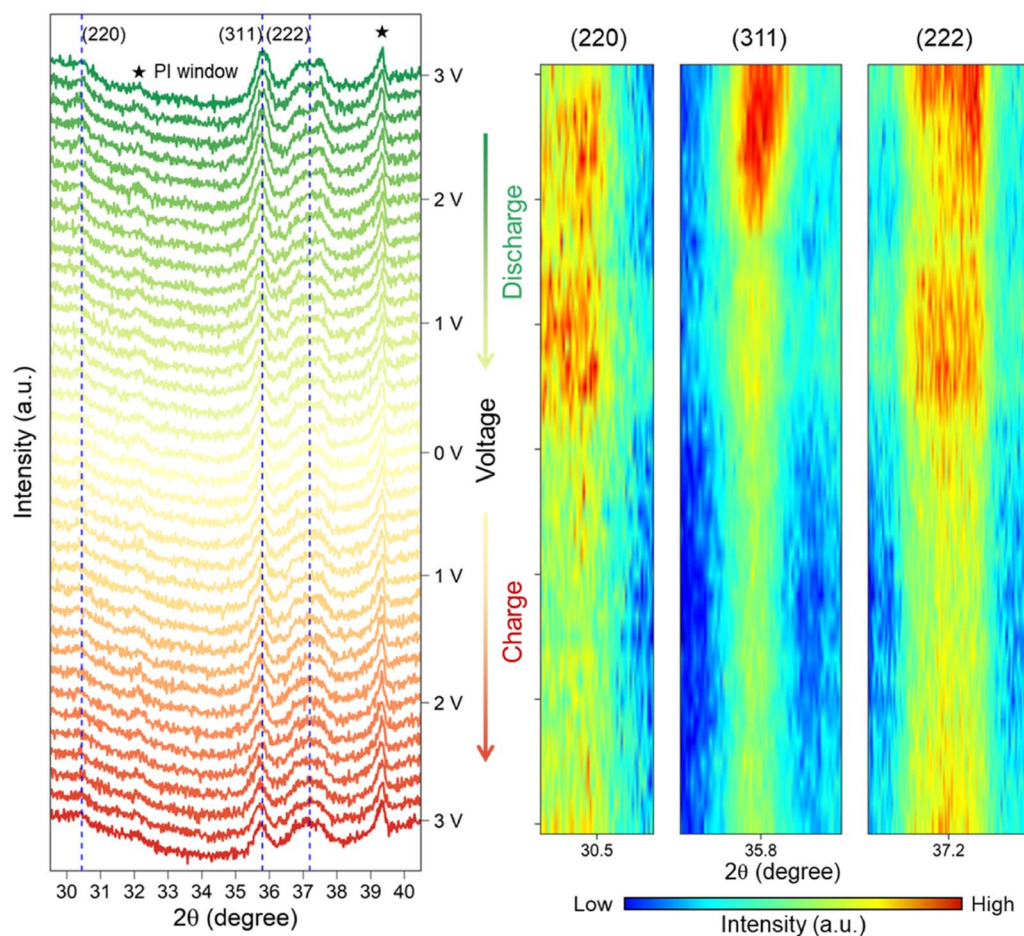 (220)
(311)
(222)
★
★ PI window
3 V
2 V
1 V
0 V
1 V
2 V
3 V
Intensity (a.u.)
30 31 32 33 34 35 36 37 38 39 40
2θ (degree)
Discharge
Voltage
Charge
(220)
(311)
(222)
30.5
35.8
37.2
2θ (degree)
Low
High
Intensity (a.u.)